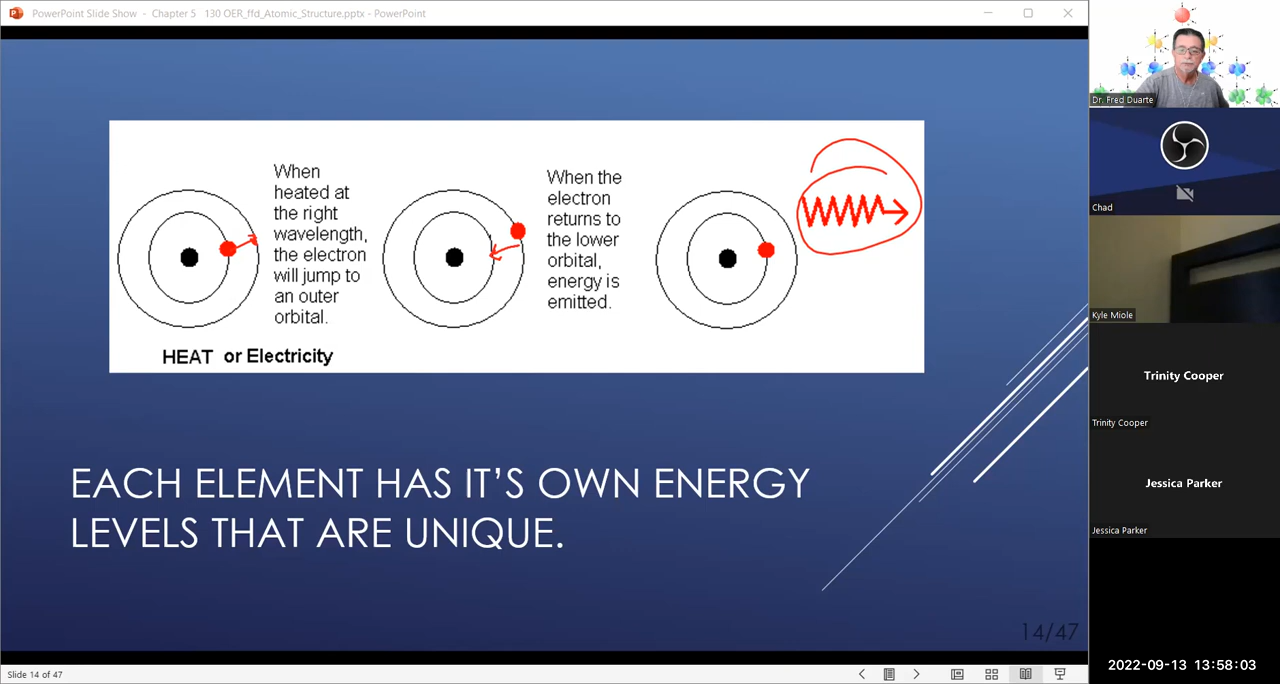 PowerPoint Slide Show - Chapter 5 130 OER_ffd_Atomic_Structure.pptx - PowerPoint
When
heated at
the right
wavelength,
the electron
will jump to
an outer
orbital.
When the
electron
returns to
the lower
orbital,
energy is
emitted.
HEAT or Electricity
EACH ELEMENT HAS IT’S OWN ENERGY
LEVELS THAT ARE UNIQUE.
14/47
Slide 14 of 47
Dr. Fred Duarte
Chad
Kyle Miole
Trinity Cooper
Trinity Cooper
Jessica Parker
Jessica Parker
2022-09-13 13:58:03